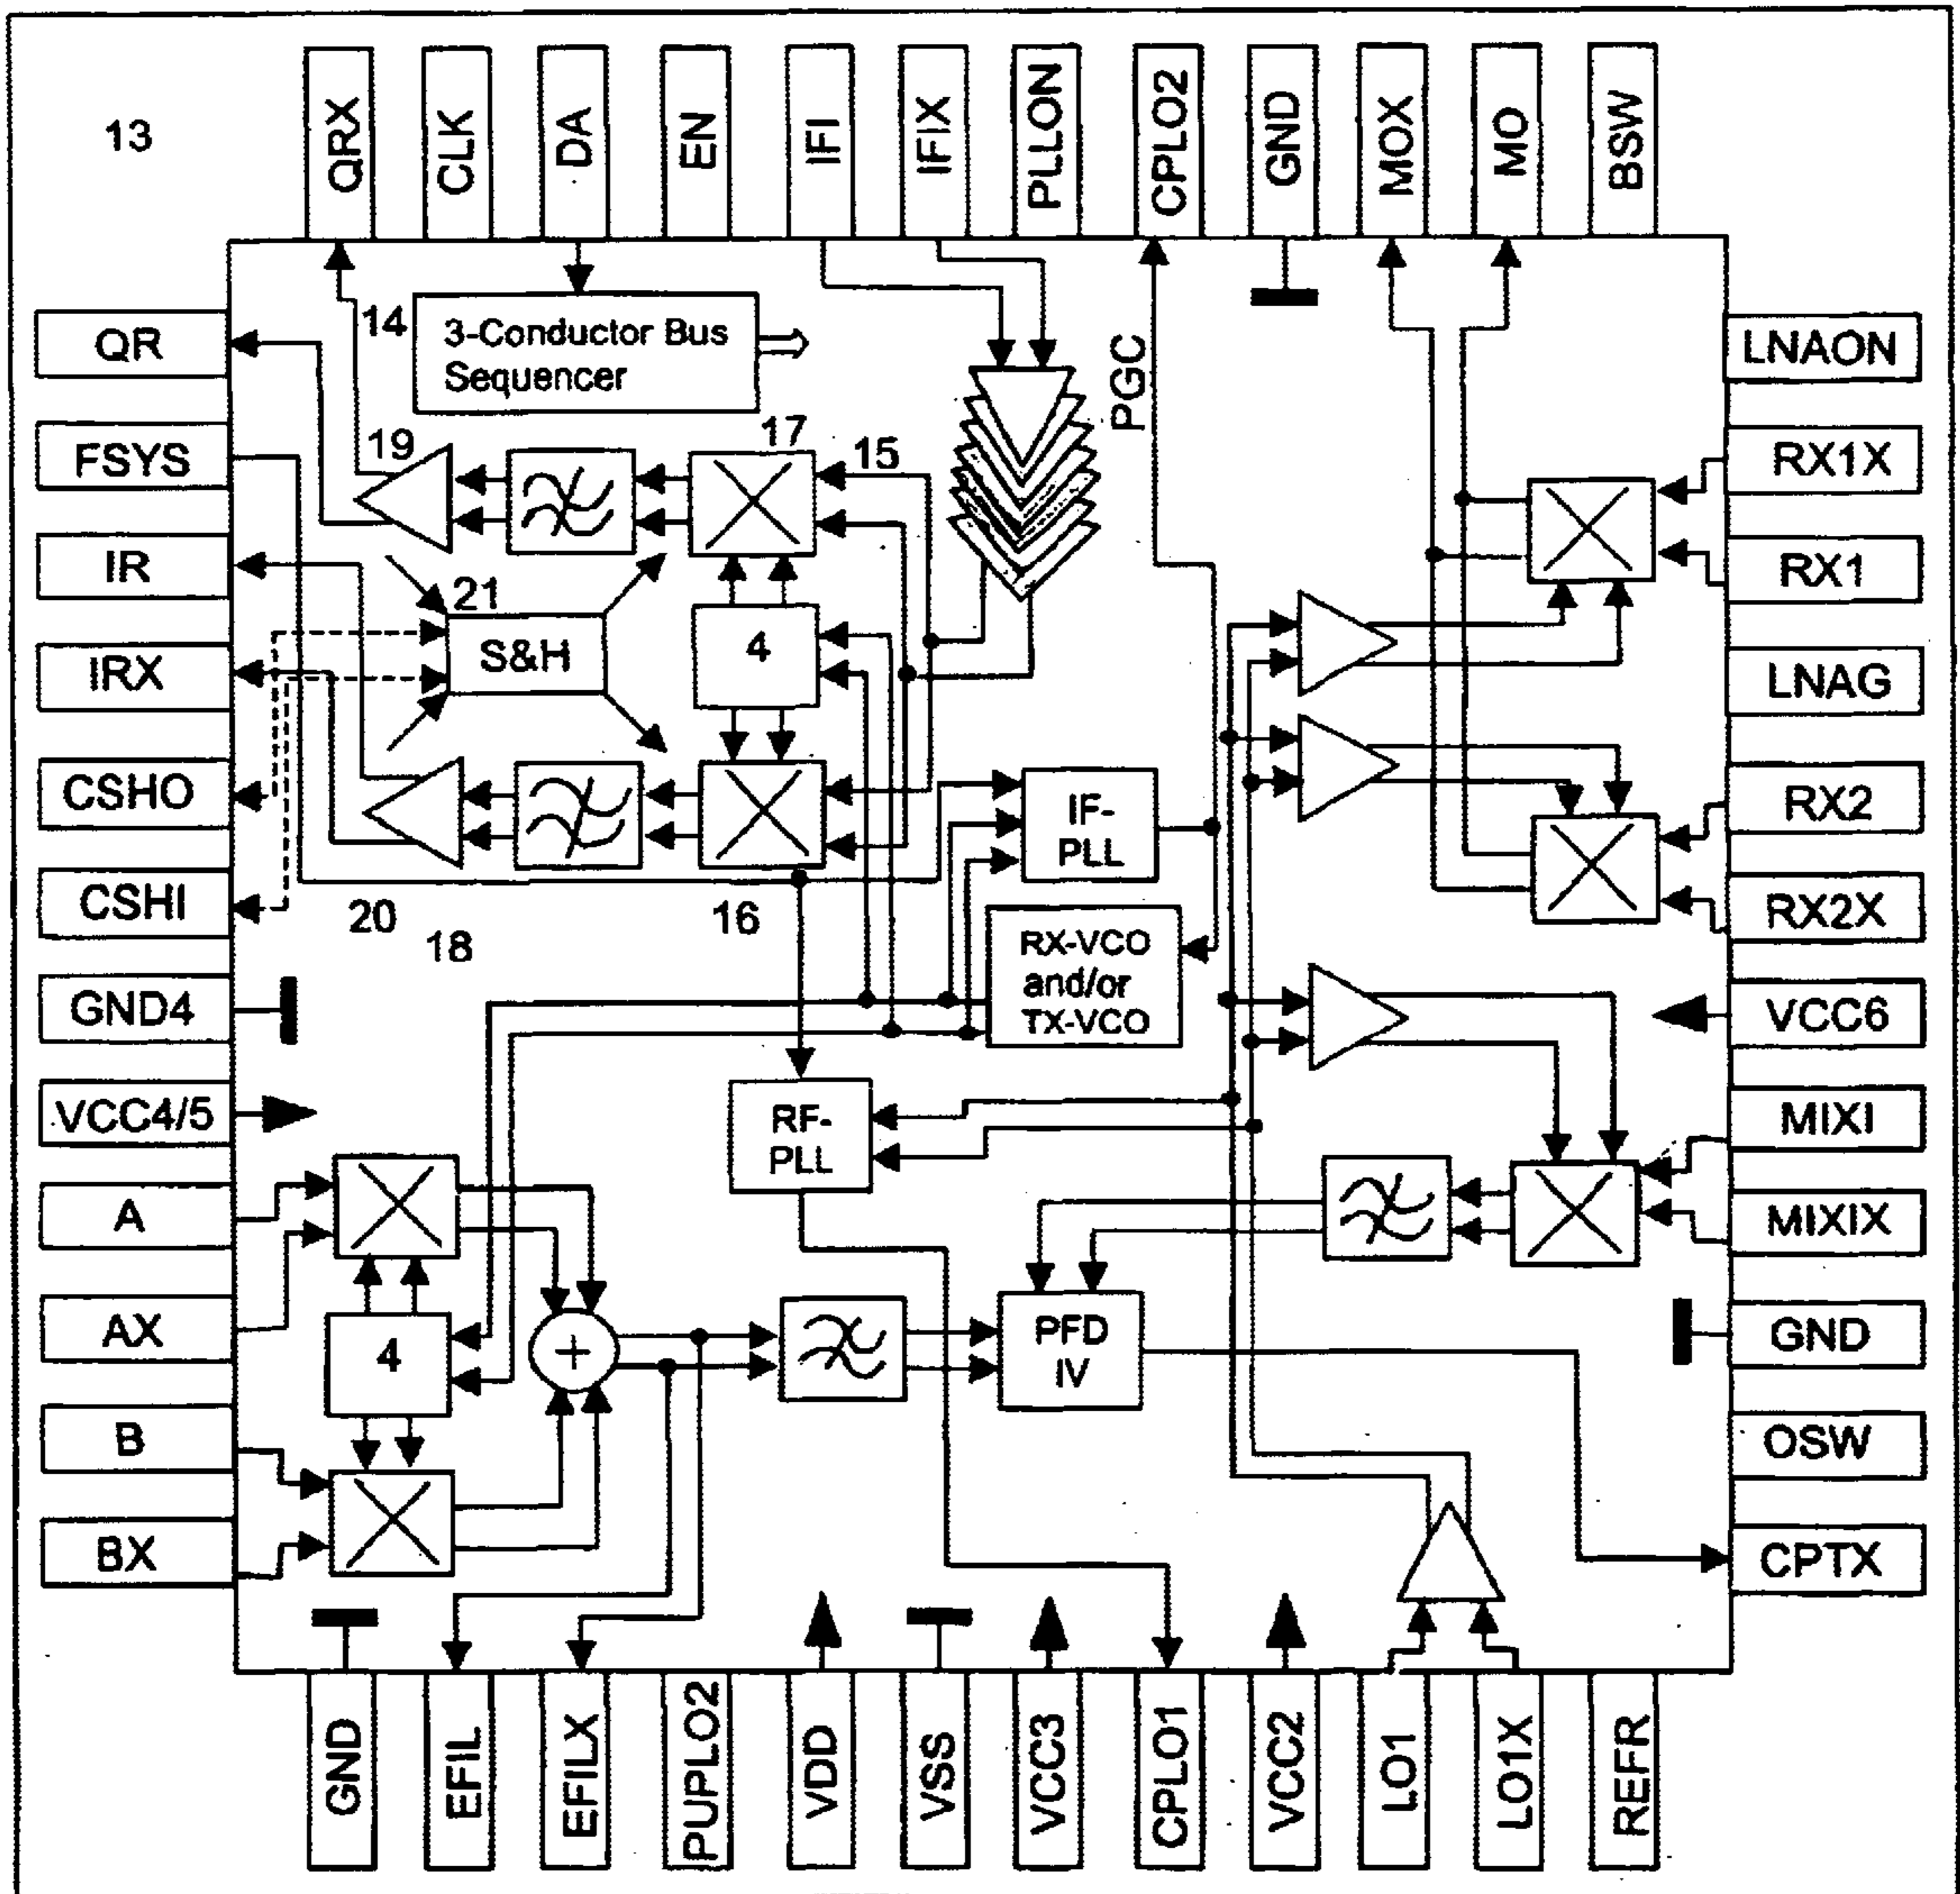 13
QRX
CLK
DA
EN
IFI
IFIX
PLLON
CPLO2
GND
MOX
MO
BSW
QR
FSYS
IR
IRX
CSHO
CSHI
GND4
VCC4/5
A
AX
B
BX
14
3-Conductor Bus
Sequencer
PGC
19
17
15
21
S&H
4
IF-
PLL
20
18
16
RX-VCO
and/or
TX-VCO
RF-
PLL
4
+
PFD
IV
LNAON
RX1X
RX1
LNAG
RX2
RX2X
VCC6
MIXI
MIXIX
GND
OSW
CPTX
GND
EFIL
EFILX
PUPLO2
VDD
VSS
VCC3
CPLO1
VCC2
LO1
LO1X
REFR